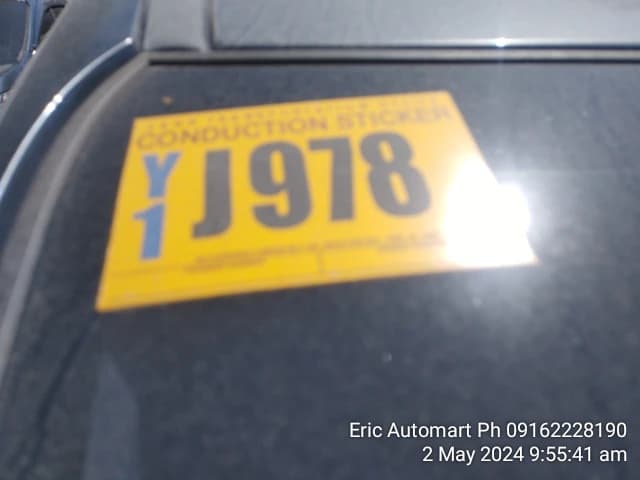 CONDUCTION STICKER
Y1
J978
Eric Automart Ph 09162228190
2 May 2024 9:55:41 am